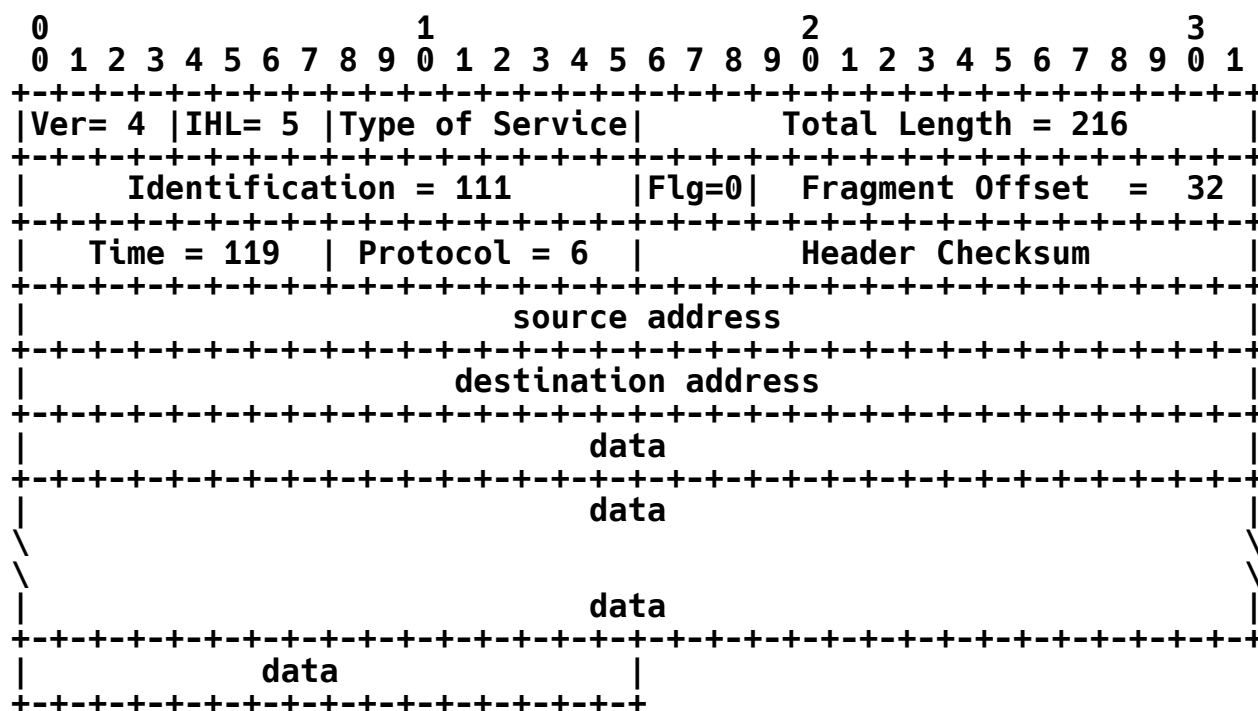 0                   1                   2                   3
 0 1 2 3 4 5 6 7 8 9 0 1 2 3 4 5 6 7 8 9 0 1 2 3 4 5 6 7 8 9 0 1
+-+-+-+-+-+-+-+-+-+-+-+-+-+-+-+-+-+-+-+-+-+-+-+-+-+-+-+-+-+-+-+-+
|Ver= 4 |IHL= 5 |Type of Service|       Total Length = 216      |
+-+-+-+-+-+-+-+-+-+-+-+-+-+-+-+-+-+-+-+-+-+-+-+-+-+-+-+-+-+-+-+-+
|     Identification = 111      |Flg=0|  Fragment Offset  =  32 |
+-+-+-+-+-+-+-+-+-+-+-+-+-+-+-+-+-+-+-+-+-+-+-+-+-+-+-+-+-+-+-+-+
|   Time = 119  | Protocol = 6  |        Header Checksum        |
+-+-+-+-+-+-+-+-+-+-+-+-+-+-+-+-+-+-+-+-+-+-+-+-+-+-+-+-+-+-+-+-+
|                         source address                        |
+-+-+-+-+-+-+-+-+-+-+-+-+-+-+-+-+-+-+-+-+-+-+-+-+-+-+-+-+-+-+-+-+
|                      destination address                      |
+-+-+-+-+-+-+-+-+-+-+-+-+-+-+-+-+-+-+-+-+-+-+-+-+-+-+-+-+-+-+-+-+
|                             data                              |
+-+-+-+-+-+-+-+-+-+-+-+-+-+-+-+-+-+-+-+-+-+-+-+-+-+-+-+-+-+-+-+-+
|                             data                              |
\                                                               \
\                                                               \
|                             data                              |
+-+-+-+-+-+-+-+-+-+-+-+-+-+-+-+-+-+-+-+-+-+-+-+-+-+-+-+-+-+-+-+-+
|            data               |
+-+-+-+-+-+-+-+-+-+-+-+-+-+-+-+-+